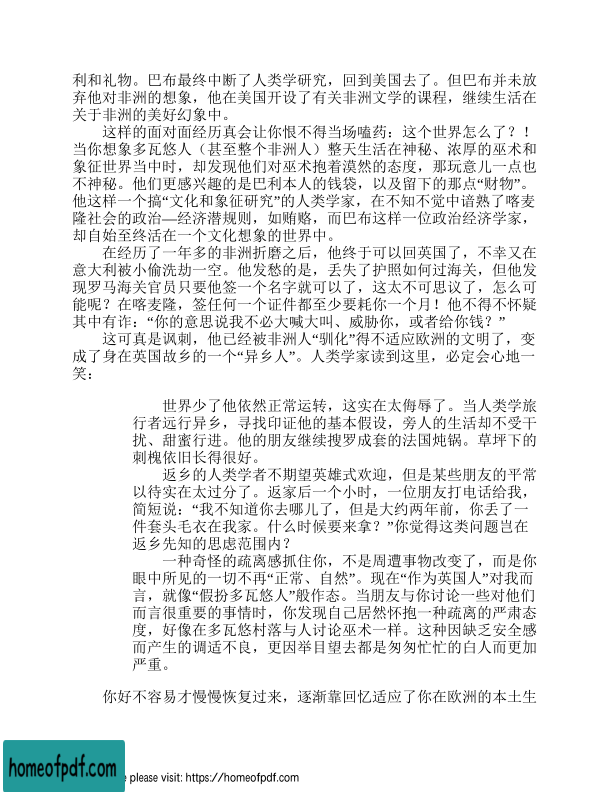 利和礼物。巴布最终中断了人类学研究，回到美国去了。但巴布并未放
弃他对非洲的想象，他在美国开设了有关非洲文学的课程，继续生活在
关于非洲的美好幻象中。
这样的面对面经历真会让你恨不得当场嗑药：这个世界怎么了？！
当你想象多瓦悠人（甚至整个非洲人）整天生活在神秘、浓厚的巫术和
象征世界当中时，却发现他们对巫术抱着漠然的态度，那玩意儿一点也
不神秘。他们更感兴趣的是巴利本人的钱袋，以及留下的那点“财物”。
他这样一个搞“文化和象征研究”的人类学家，在不知不觉中谙熟了喀麦
隆社会的政治—经济潜规则，如贿赂，而巴布这样一位政治经济学家，
却自始至终活在一个文化想象的世界中。
在经历了一年多的非洲折磨之后，他终于可以回英国了，不幸又在
意大利被小偷洗劫一空。他发愁的是，丢失了护照如何过海关，但他发
现罗马海关官员只要他签一个名字就可以了，这太不可思议了，怎么可
能呢？在喀麦隆，签任何一个证件都至少要耗你一个月！他不得不怀疑
其中有诈：“你的意思说我不必大喊大叫、威胁你，或者给你钱？”
这可真是讽刺，他已经被非洲人“驯化”得不适应欧洲的文明了，变
成了身在英国故乡的一个“异乡人”。人类学家读到这里，必定会心地一
笑：
世界少了他依然正常运转，这实在太侮辱了。当人类学旅
行者远行异乡，寻找印证他的基本假设，旁人的生活却不受干
扰、甜蜜行进。他的朋友继续搜罗成套的法国炖锅。草坪下的
刺槐依旧长得很好。
返乡的人类学者不期望英雄式欢迎，但是某些朋友的平常
以待实在太过分了。返家后一个小时，一位朋友打电话给我，
简短说：“我不知道你去哪儿了，但是大约两年前，你丢了一
件套头毛衣在我家。什么时候要来拿？”你觉得这类问题岂在
返乡先知的思虑范围内？
一种奇怪的疏离感抓住你，不是周遭事物改变了，而是你
眼中所见的一切不再“正常、自然”。现在“作为英国人”对我而
言，就像“假扮多瓦悠人”般作态。当朋友与你讨论一些对他们
而言很重要的事情时，你发现自己居然怀抱一种疏离的严肃态
度，好像在多瓦悠村落与人讨论巫术一样。这种因缺乏安全感
而产生的调适不良，更因举目望去都是匆匆忙忙的白人而更加
严重。
你好不容易才慢慢恢复过来，逐渐靠回忆适应了你在欧洲的本土生
homeofpdf.com
please visit: https://homeofpdf.com